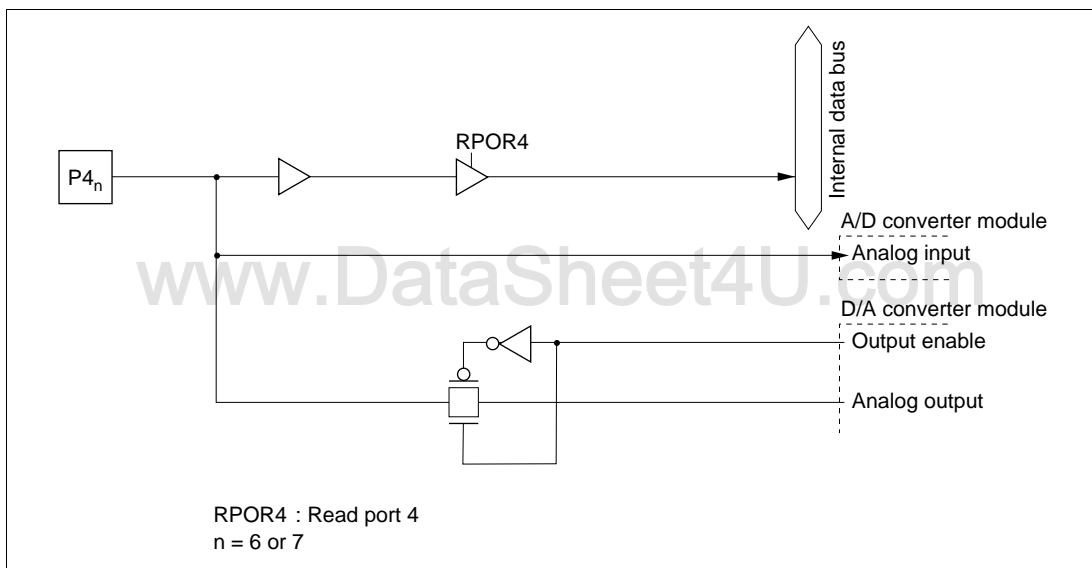 RPOR4
P4n
Internal data bus
A/D converter module
Analog input
www.DataSheet4U.com
D/A converter module
Output enable
Analog output
RPOR4 : Read port 4
n = 6 or 7